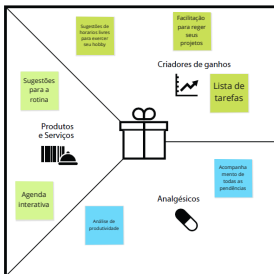 Sugestões de
horarios livres
para exercer
seu hobby
Facilitação
para reger
seus
projetos
Criadores de ganhos
Sugestões
para a
rotina
Lista de
tarefas
Produtos
e Serviços
Acompanha
mento de
todas as
pendências
Agenda
interativa
Analgésicos
Análise de
produtividade